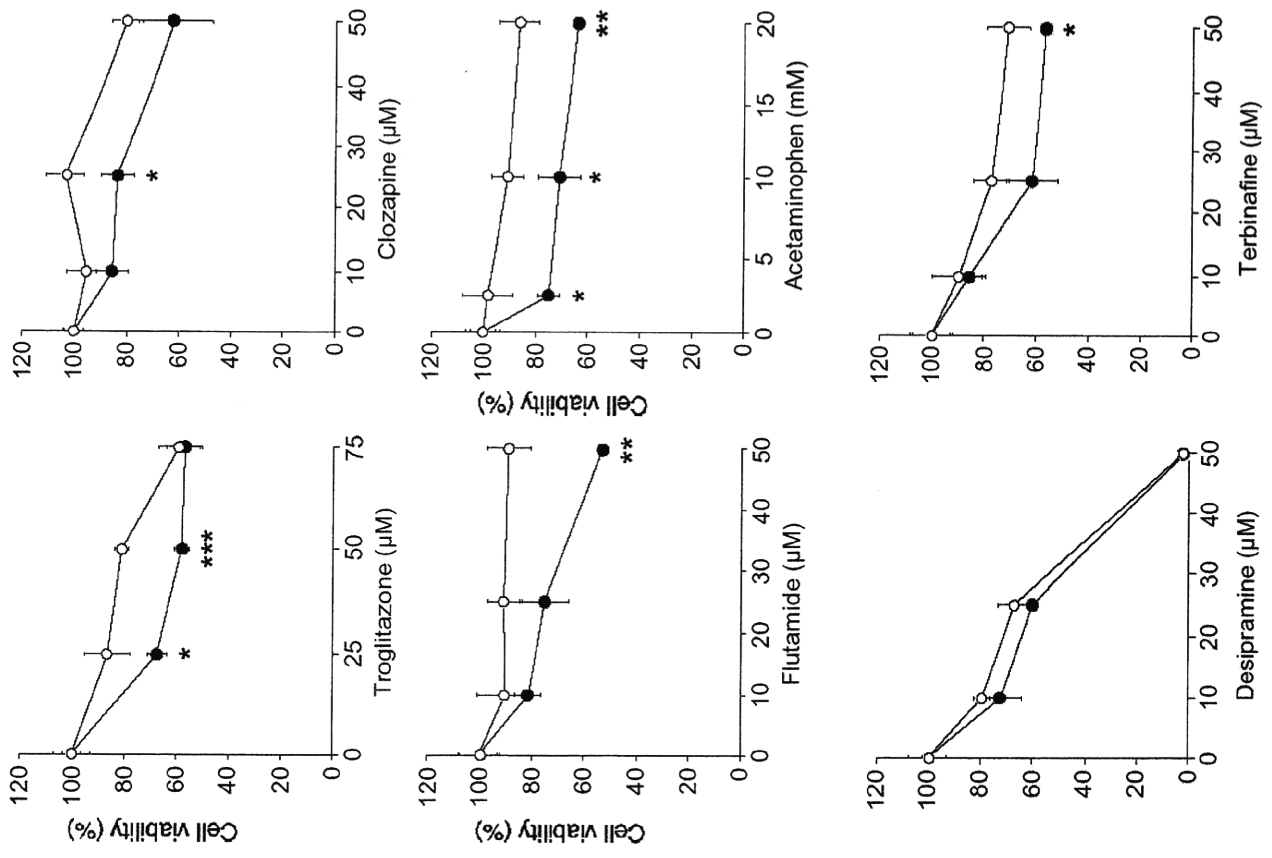 Cell viability (%)
120 100 80 60 40 20 0
* ***
0 25 50 75
Troglitazone (µM)
120 100 80 60 40 20 0
*
0 10 20 30 40 50
Clozapine (µM)
Cell viability (%)
120 100 80 60 40 20 0
**
0 10 20 30 40 50
Flutamide (µM)
Cell viability (%)
120 100 80 60 40 20 0
* * **
0 5 10 15 20
Acetaminophen (mM)
120 100 80 60 40 20 0
0 10 20 30 40 50
Desipramine (µM)
120 100 80 60 40 20 0
*
0 10 20 30 40 50
Terbinafine (µM)